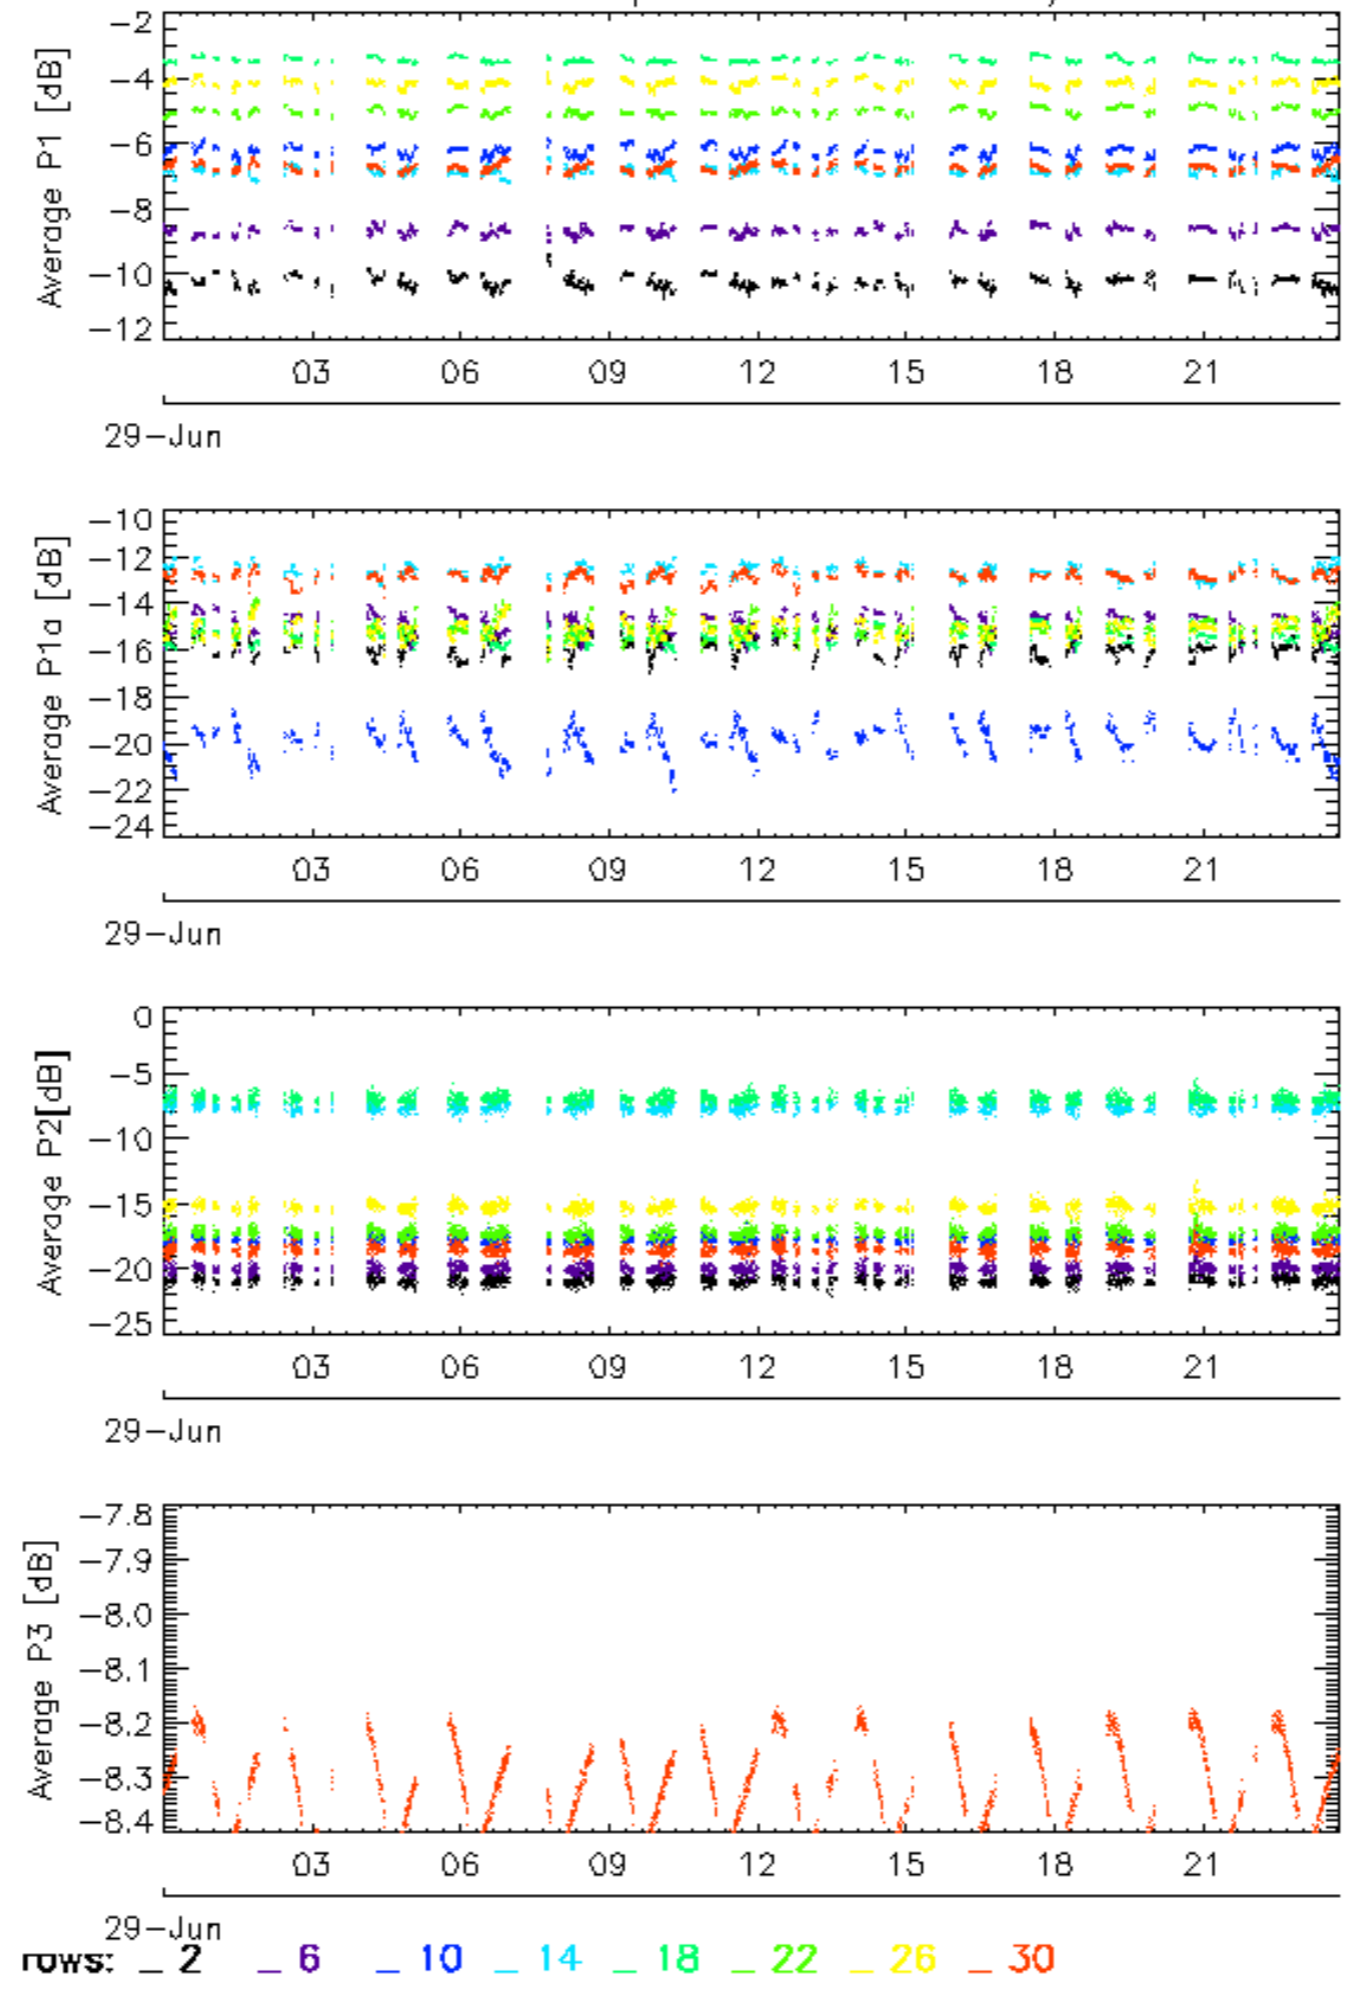 Average P1 [dB]
-2
-4
-6
-8
-10
-12
03 06 09 12 15 18 21
29-Jun
Average P1a [dB]
-10
-12
-14
-16
-18
-20
-22
-24
03 06 09 12 15 18 21
29-Jun
Average P2[dB]
0
-5
-10
-15
-20
-25
03 06 09 12 15 18 21
29-Jun
Average P3 [dB]
-7.8
-7.9
-8.0
-8.1
-8.2
-8.3
-8.4
03 06 09 12 15 18 21
29-Jun
rows: _ 2 _ 6 _ 10 _ 14 _ 18 _ 22 _ 26 _ 30